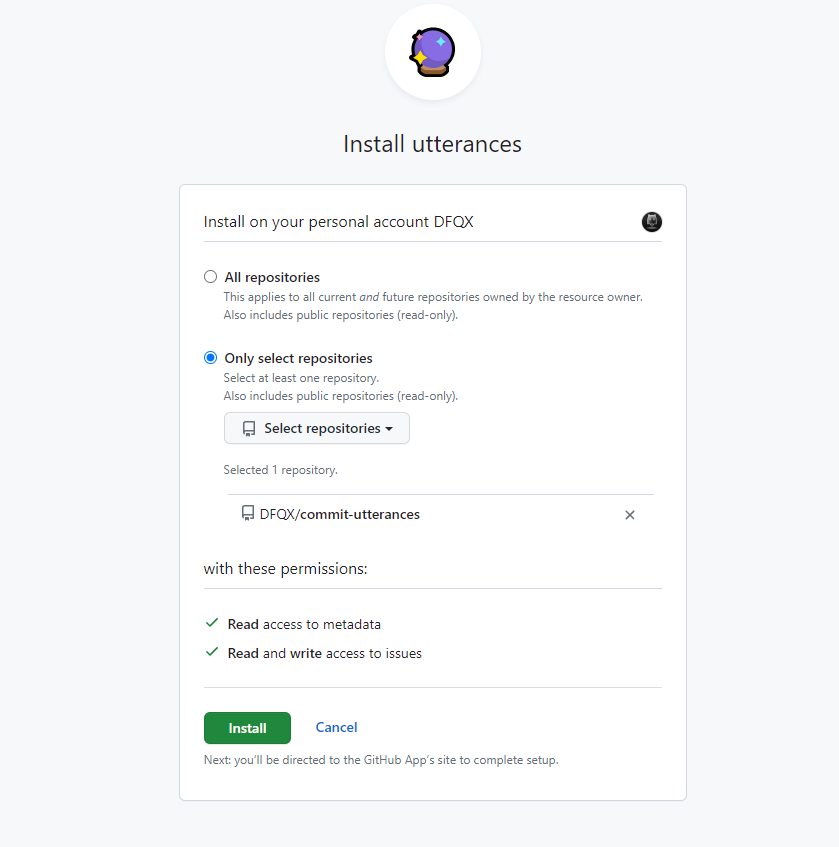 Install utterances
Install on your personal account DFQX
All repositories
This applies to all current and future repositories owned by the resource owner.
Also includes public repositories (read-only).
Only select repositories
Select at least one repository.
Also includes public repositories (read-only).
Select repositories
Selected 1 repository.
DFQX/commit-utterances
with these permissions:
Read access to metadata
Read and write access to issues
Install Cancel
Next: you'll be directed to the GitHub App's site to complete setup.